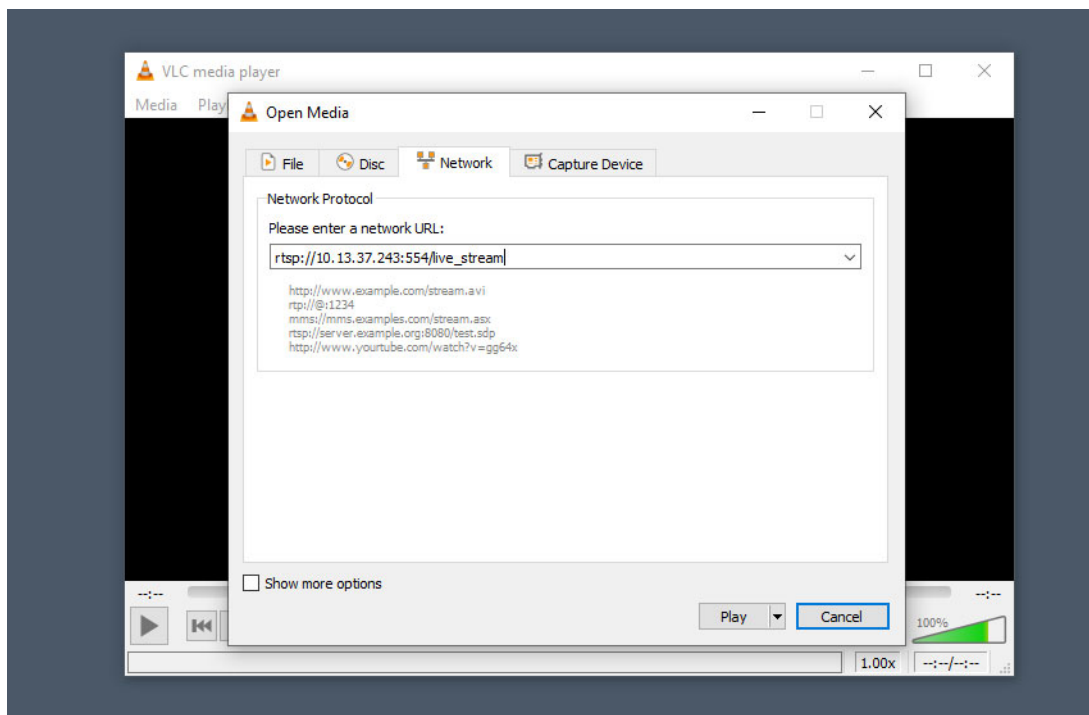 VLC media player
Media Play
Open Media
File Disc Network Capture Device
Network Protocol
Please enter a network URL:
rtsp://10.13.37.243:554/live_stream
http://www.example.com/stream.avi
rtp://@:1234
mms://mms.examples.com/stream.asx
rtsp://server.example.org:8080/test.sdp
http://www.yourtube.com/watch?v=gg64x
Show more options
Play Cancel
--:-- --:--
100%
1.00x --:--/--:--